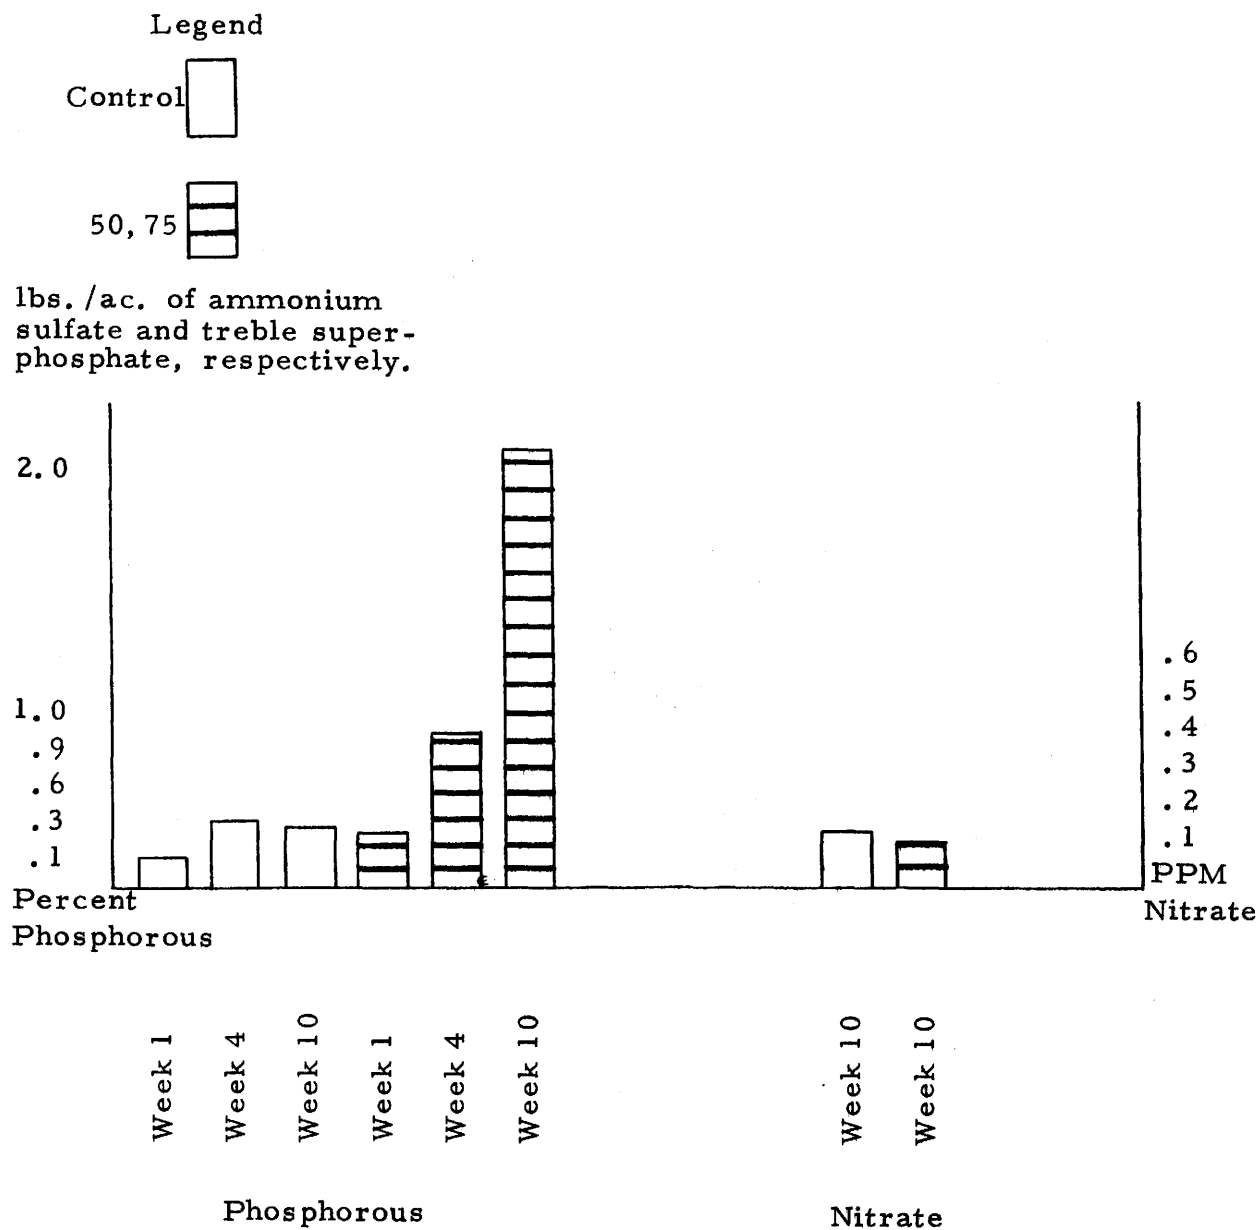 Legend
Control
50, 75
lbs. /ac. of ammonium
sulfate and treble super-
phosphate, respectively.
2.0
1.0
.9
.6
.3
.1
Percent
Phosphorous
.6
.5
.4
.3
.2
.1
PPM
Nitrate
Week 1
Week 4
Week 10
Week 1
Week 4
Week 10
Week 10
Week 10
Phosphorous
Nitrate